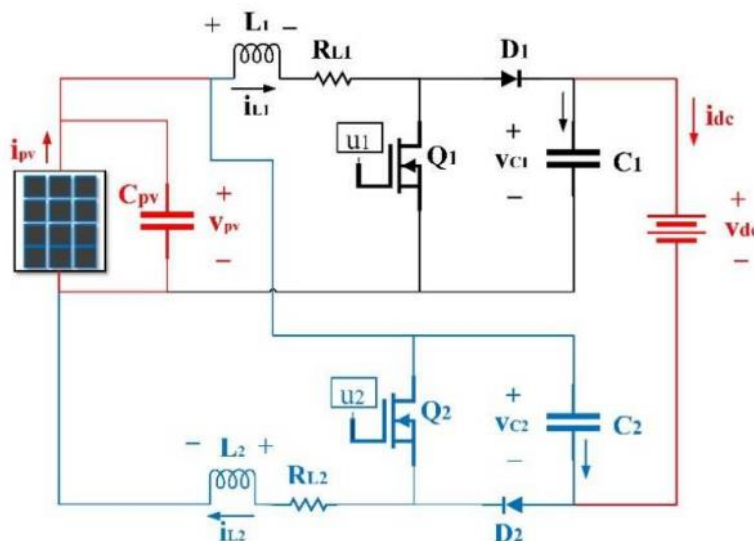 + L1 −
RL1
D1
iL1
idc
ipv
u1
Q1
+
vC1
−
C1
Cpv
+
vpv
−
+
vdc
−
u2
Q2
+
vC2
−
C2
− L2 +
RL2
iL2
D2